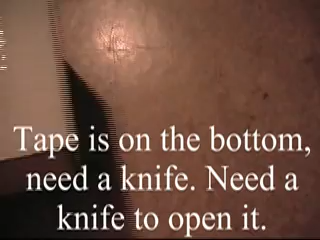 Tape is on the bottom,
need a knife. Need a
knife to open it.